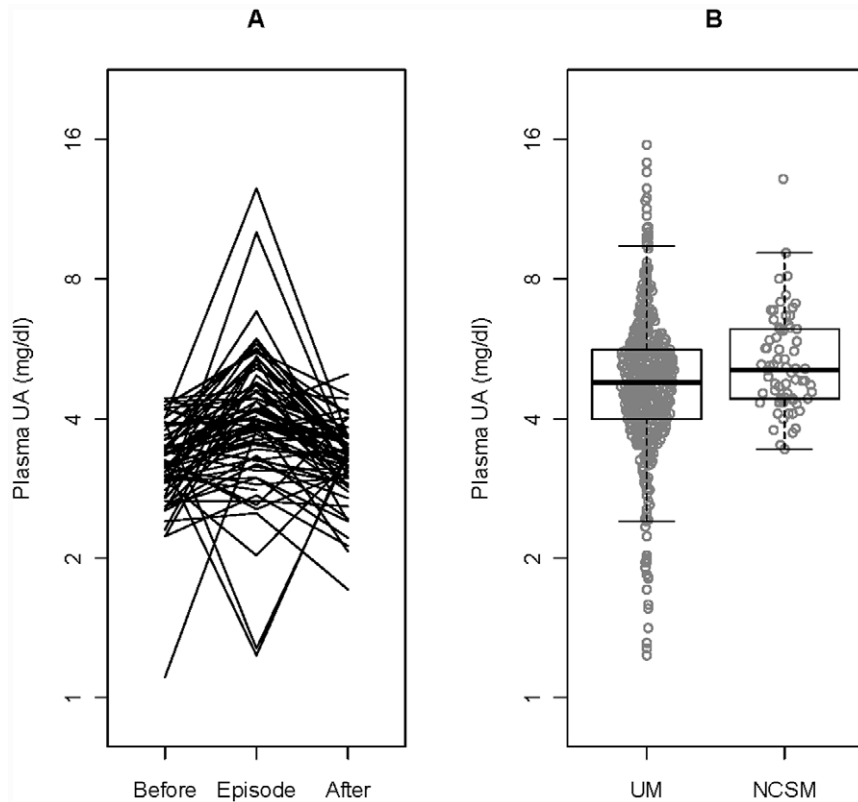 A
B
Plasma UA (mg/dl)
16
8
4
2
1
Before Episode After
Plasma UA (mg/dl)
16
8
4
2
1
UM NCSM